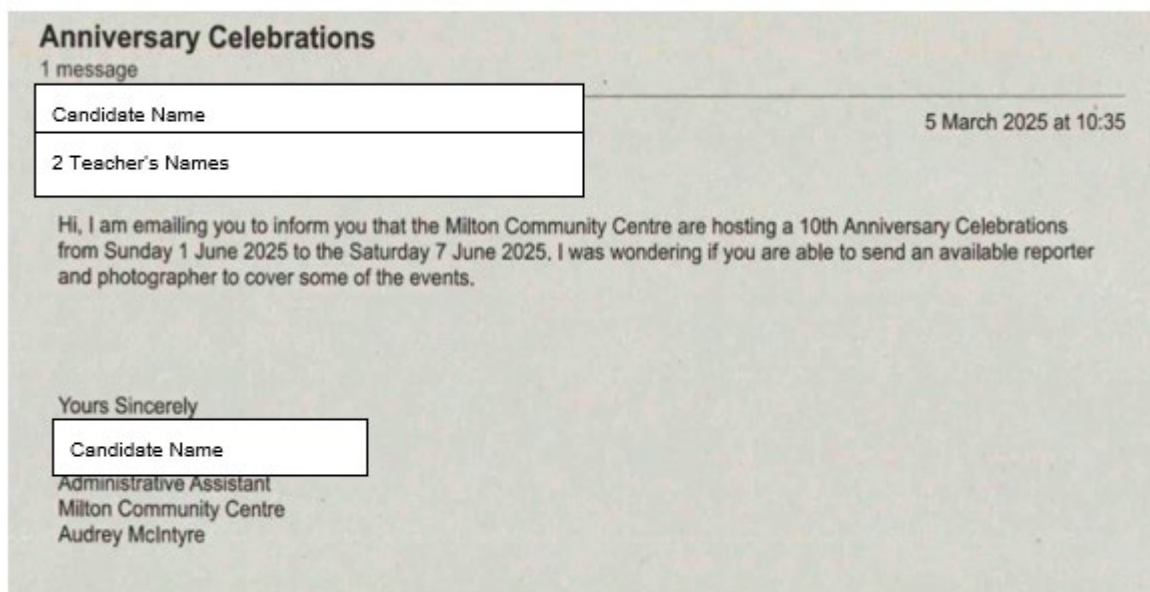 Anniversary Celebrations
1 message
Candidate Name
5 March 2025 at 10:35
2 Teacher's Names
Hi, I am emailing you to inform you that the Milton Community Centre are hosting a 10th Anniversary Celebrations
from Sunday 1 June 2025 to the Saturday 7 June 2025. I was wondering if you are able to send an available reporter
and photographer to cover some of the events.
Yours Sincerely
Candidate Name
Administrative Assistant
Milton Community Centre
Audrey McIntyre